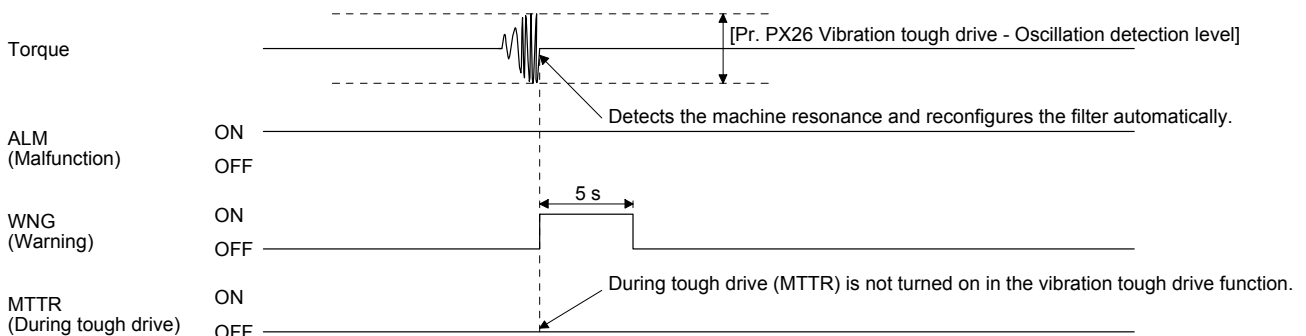 [Pr. PX26 Vibration tough drive - Oscillation detection level]
Torque
Detects the machine resonance and reconfigures the filter automatically.
ALM
(Malfunction)
ON
OFF
5 s
WNG
(Warning)
ON
OFF
During tough drive (MTTR) is not turned on in the vibration tough drive function.
MTTR
(During tough drive)
ON
OFF